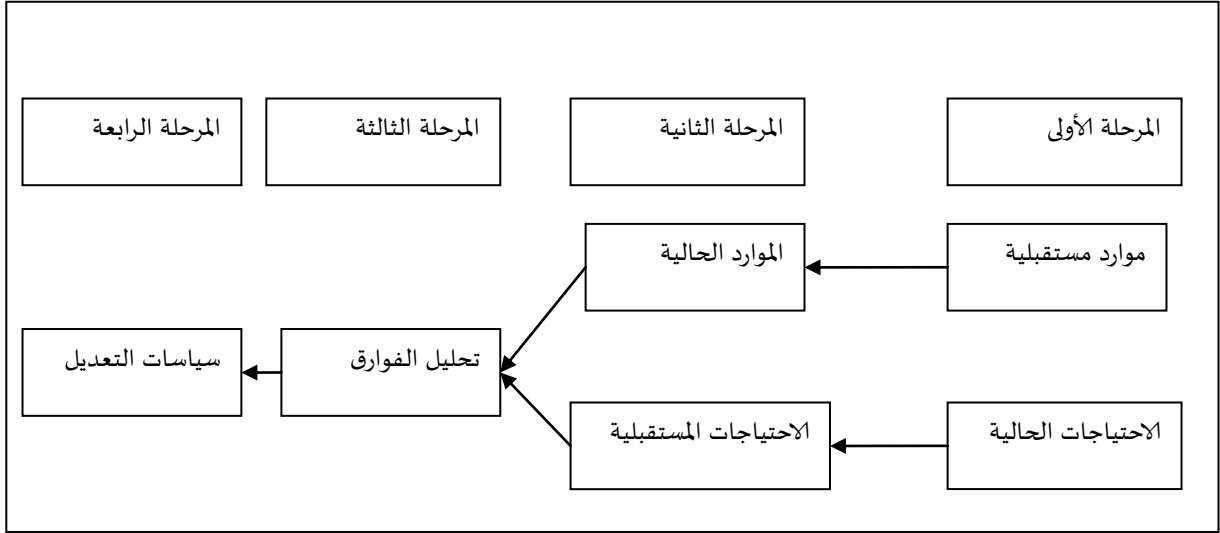 المرحلة الأولى
المرحلة الثانية
المرحلة الثالثة
المرحلة الرابعة
موارد مستقبلية
الموارد الحالية
تحليل الفوارق
سياسات التعديل
الاحتياجات الحالية
الاحتياجات المستقبلية